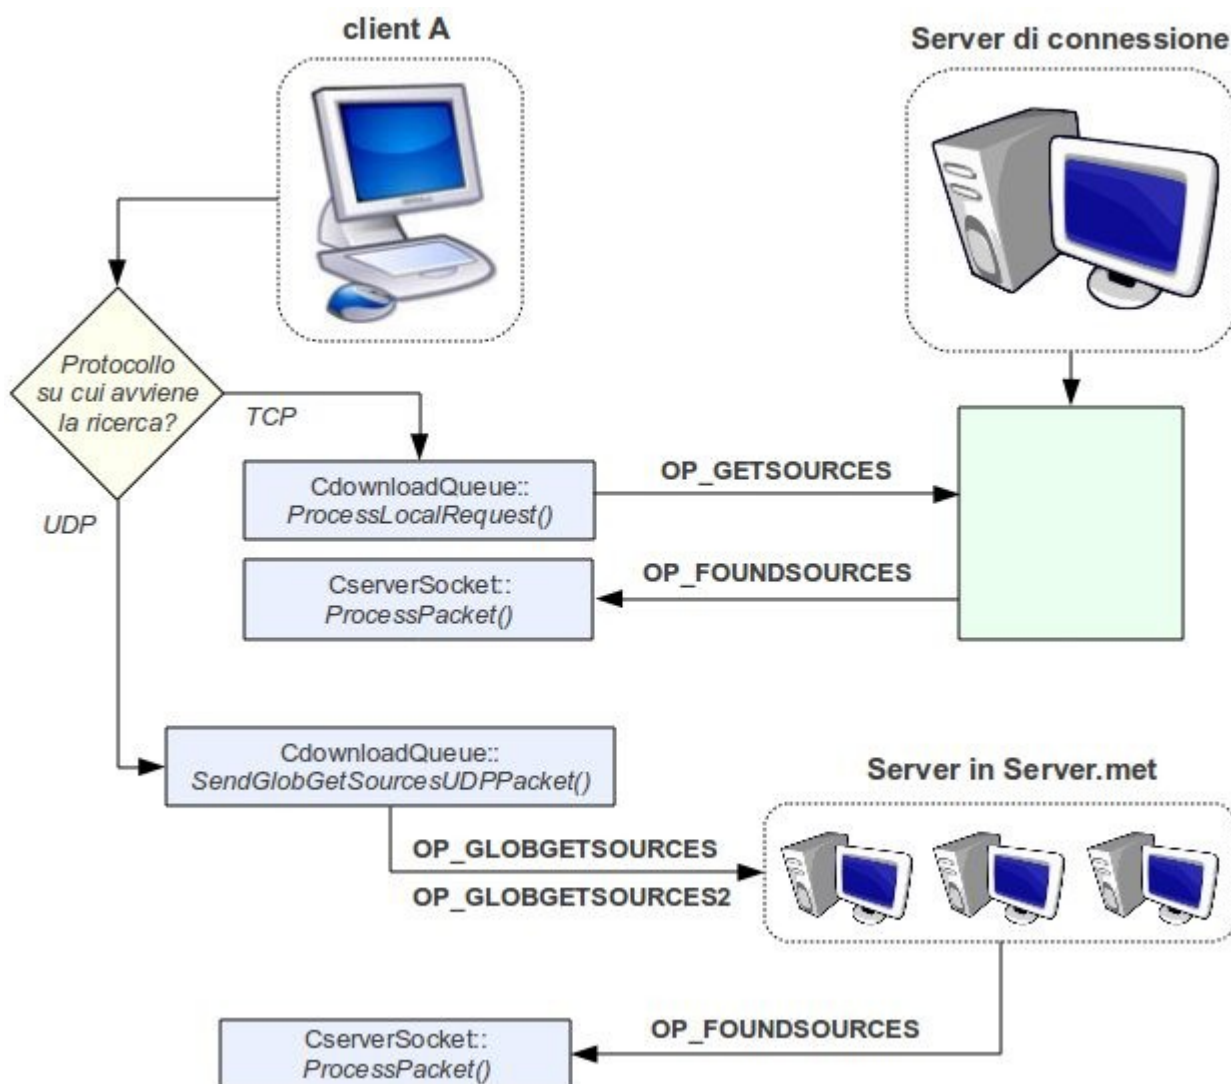 client A
Server di connessione
Protocollo
su cui avviene
la ricerca?
TCP
UDP
CdownloadQueue::
ProcessLocalRequest()
OP_GETSOURCES
CserverSocket::
ProcessPacket()
OP_FOUNDSOURCES
CdownloadQueue::
SendGlobGetSourcesUDPPacket()
Server in Server.met
OP_GLOBGETSOURCES
OP_GLOBGETSOURCES2
OP_FOUNDSOURCES
CserverSocket::
ProcessPacket()